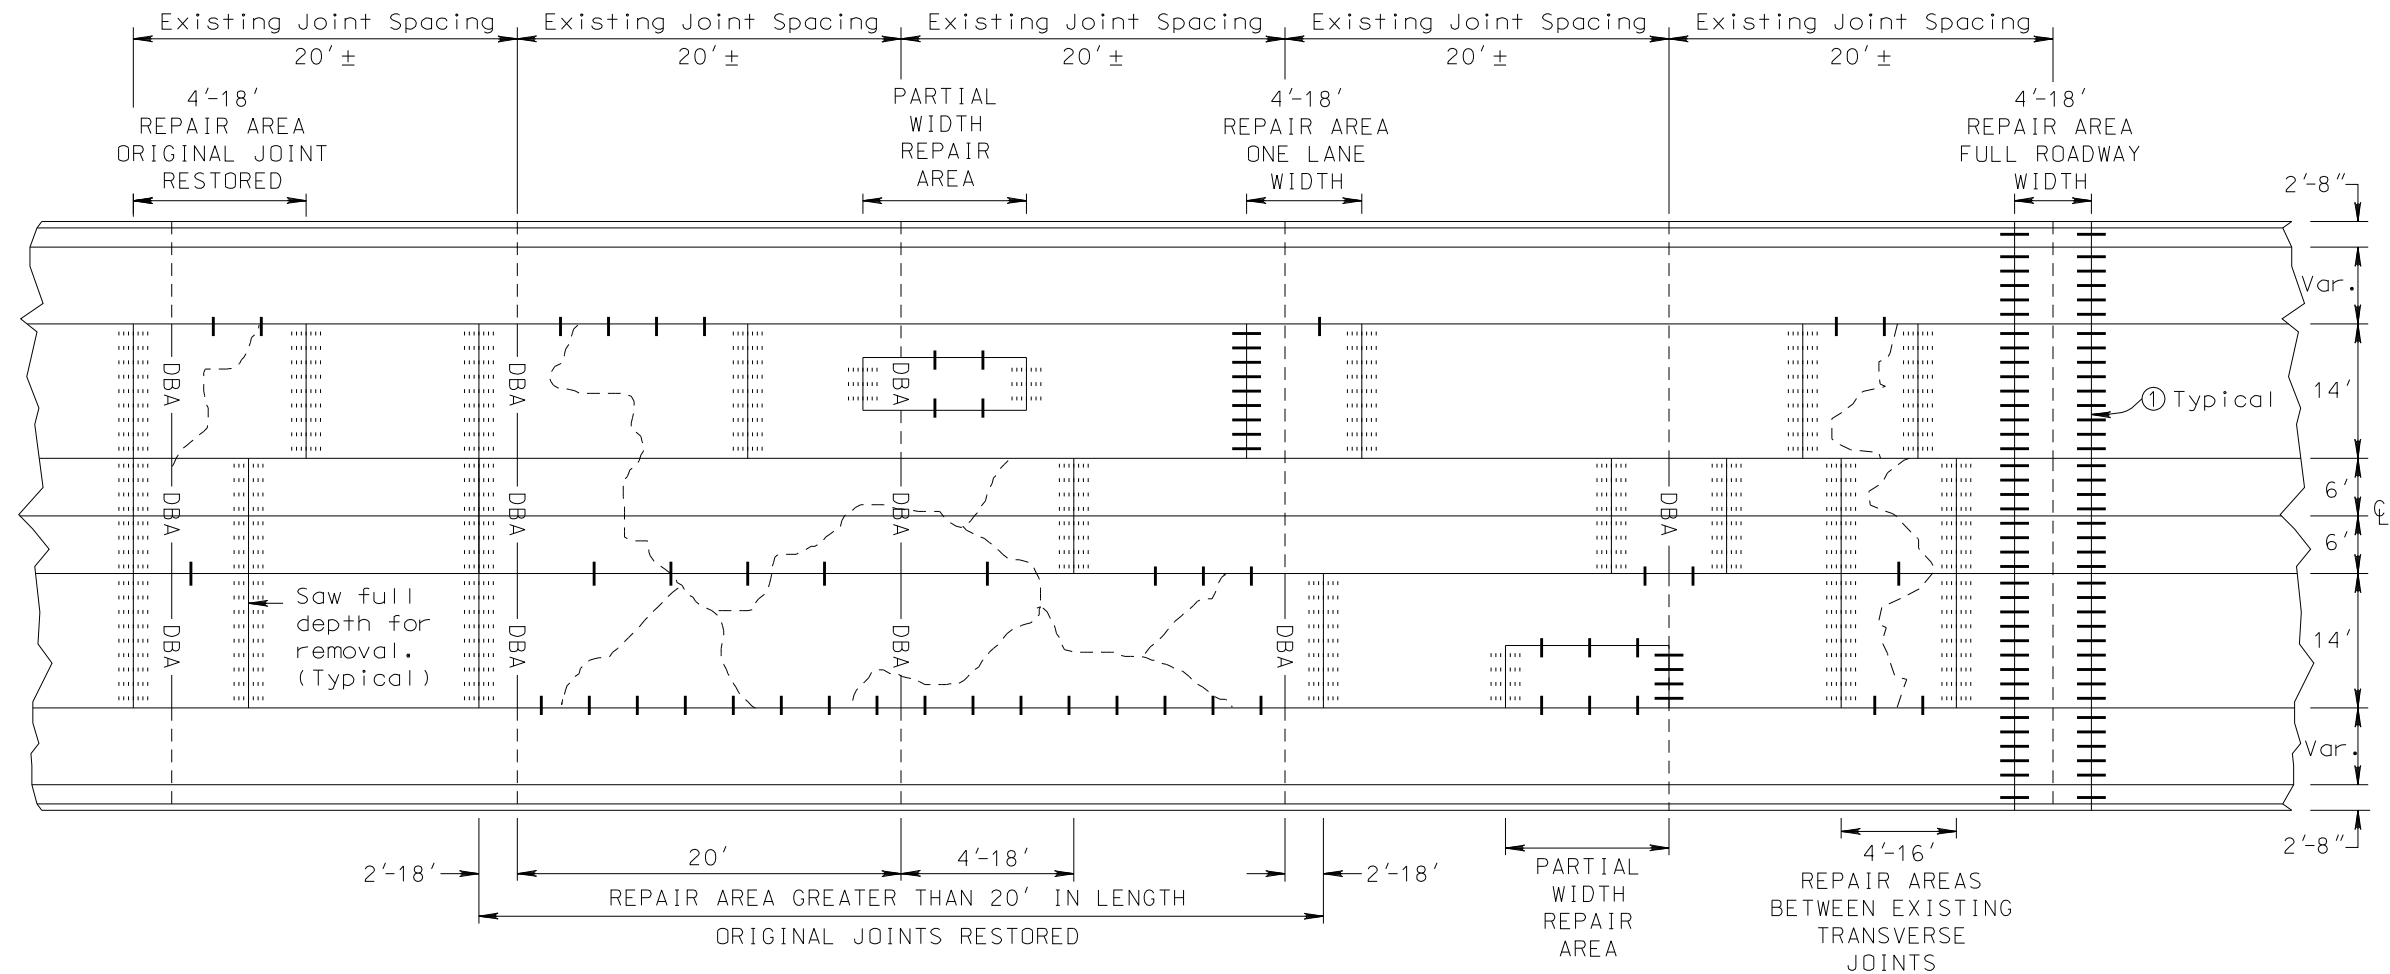 Existing Joint Spacing
20'±
Existing Joint Spacing
20'±
Existing Joint Spacing
20'±
Existing Joint Spacing
20'±
Existing Joint Spacing
20'±
4'-18'
REPAIR AREA
ORIGINAL JOINT
RESTORED
PARTIAL
WIDTH
REPAIR
AREA
4'-18'
REPAIR AREA
ONE LANE
WIDTH
4'-18'
REPAIR AREA
FULL ROADWAY
WIDTH
2'-8"
Var.
14'
6'
6'
14'
Var.
2'-8"
℄
① Typical
DBA
DBA
DBA
DBA
DBA
DBA
DBA
DBA
DBA
DBA
DBA
Saw full
depth for
removal.
(Typical)
2'-18'
20'
4'-18'
2'-18'
REPAIR AREA GREATER THAN 20' IN LENGTH
ORIGINAL JOINTS RESTORED
PARTIAL
WIDTH
REPAIR
AREA
4'-16'
REPAIR AREAS
BETWEEN EXISTING
TRANSVERSE
JOINTS